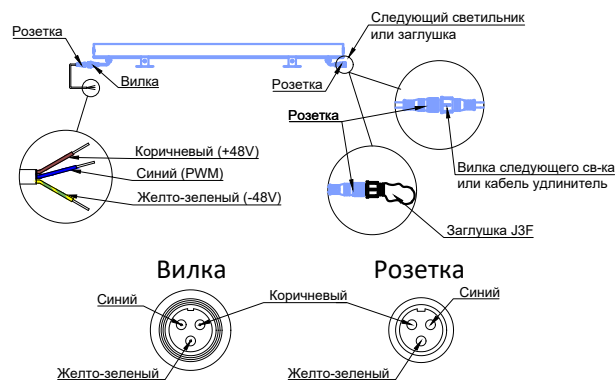 Розетка
Вилка
Следующий светильник
или заглушка
Розетка
Розетка
Коричневый (+48V)
Синий (PWM)
Желто-зеленый (-48V)
Вилка следующего св-ка
или кабель удлинитель
Заглушка J3F
Вилка
Розетка
Синий
Коричневый
Синий
Желто-зеленый
Желто-зеленый